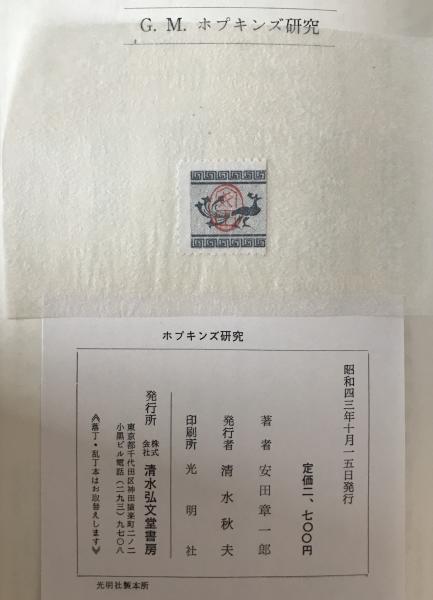 G. M. ホプキンズ研究
ホプキンズ研究
昭和四三年十月一五日発行
定価二、七〇〇円
著者 安田章一郎
発行者 清水秋夫
印刷所 光明社
発行所 株式会社 清水弘文堂書房
東京都千代田区神田猿楽町二ノ二
小黒ビル電話(二九三)九七〇八
《落丁・乱丁本はお取替えします》
光明社製本所